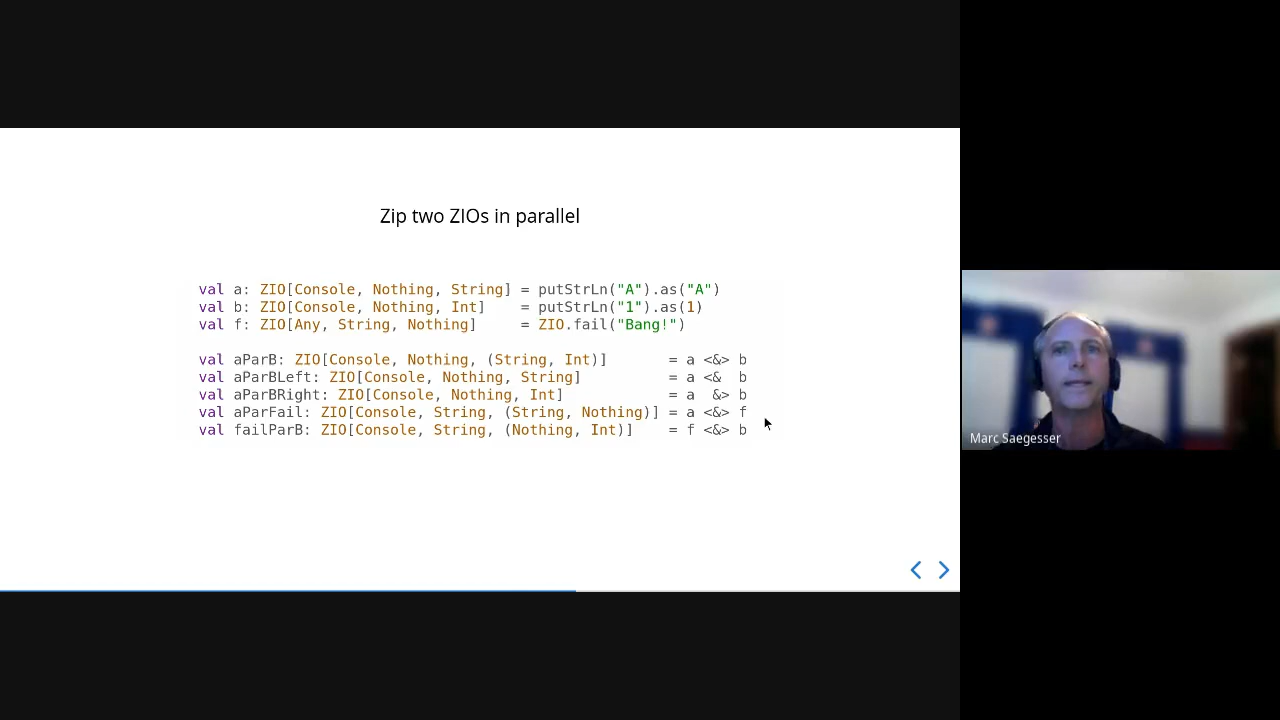 Zip two ZIOs in parallel
val a: ZIO[Console, Nothing, String] = putStrLn("A").as("A")
val b: ZIO[Console, Nothing, Int]    = putStrLn("1").as(1)
val f: ZIO[Any, String, Nothing]     = ZIO.fail("Bang!")
val aParB: ZIO[Console, Nothing, (String, Int)]       = a <&> b
val aParBLeft: ZIO[Console, Nothing, String]          = a <&  b
val aParBRight: ZIO[Console, Nothing, Int]            = a  &> b
val aParFail: ZIO[Console, String, (String, Nothing)] = a <&> f
val failParB: ZIO[Console, String, (Nothing, Int)]    = f <&> b
Marc Saegesser